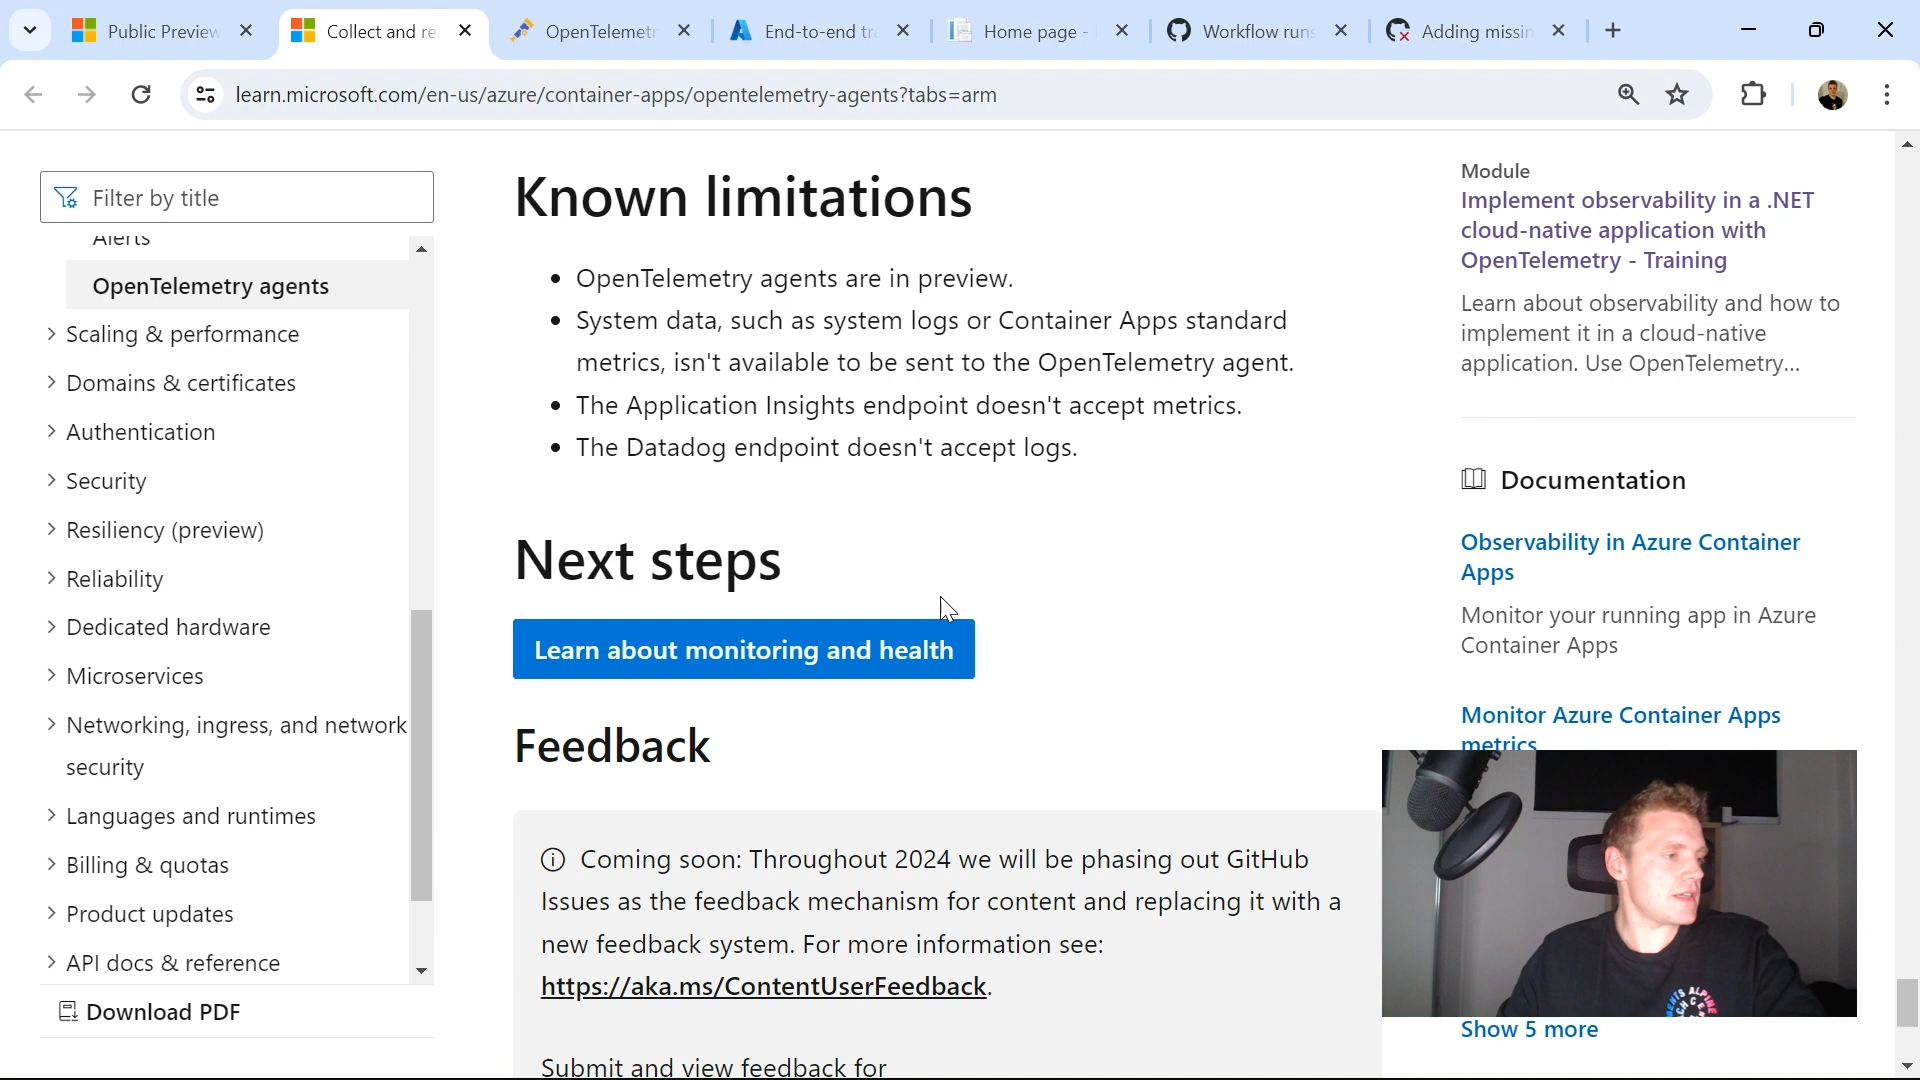 Public Preview
Collect and re
OpenTelemetr
End-to-end tr
Home page -
Workflow runs
Adding missin
learn.microsoft.com/en-us/azure/container-apps/opentelemetry-agents?tabs=arm
Filter by title
Alerts
OpenTelemetry agents
Scaling & performance
Domains & certificates
Authentication
Security
Resiliency (preview)
Reliability
Dedicated hardware
Microservices
Networking, ingress, and network
security
Languages and runtimes
Billing & quotas
Product updates
API docs & reference
Download PDF
Known limitations
OpenTelemetry agents are in preview.
System data, such as system logs or Container Apps standard
metrics, isn't available to be sent to the OpenTelemetry agent.
The Application Insights endpoint doesn't accept metrics.
The Datadog endpoint doesn't accept logs.
Next steps
Learn about monitoring and health
Feedback
Coming soon: Throughout 2024 we will be phasing out GitHub
Issues as the feedback mechanism for content and replacing it with a
new feedback system. For more information see:
https://aka.ms/ContentUserFeedback.
Submit and view feedback for
Module
Implement observability in a .NET
cloud-native application with
OpenTelemetry - Training
Learn about observability and how to
implement it in a cloud-native
application. Use OpenTelemetry...
Documentation
Observability in Azure Container
Apps
Monitor your running app in Azure
Container Apps
Monitor Azure Container Apps
metrics
Show 5 more